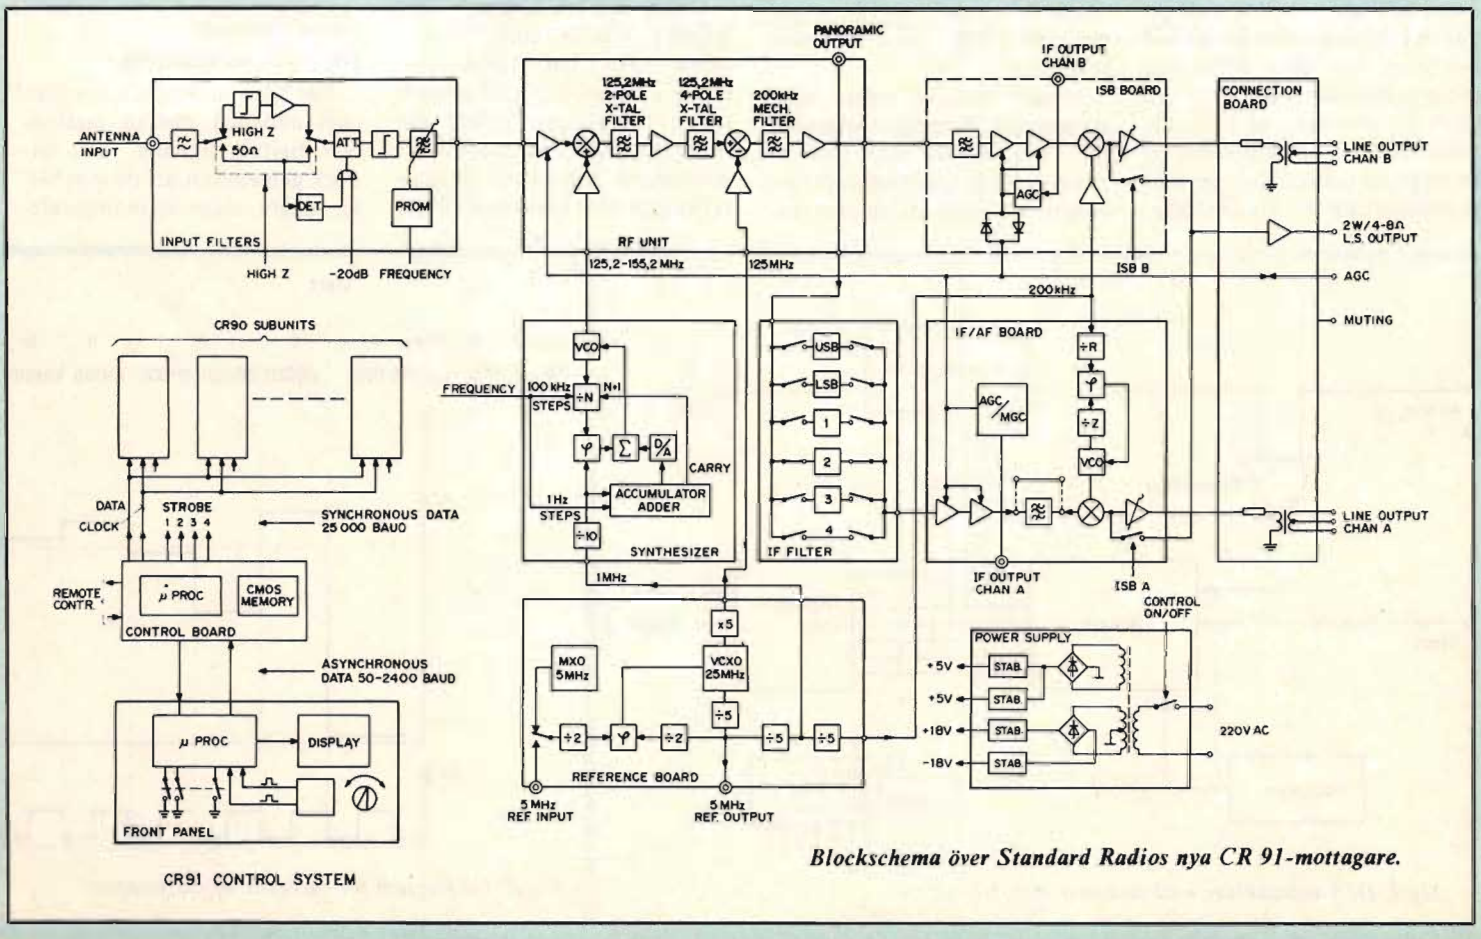 PANORAMIC
OUTPUT
ANTENNA
INPUT
HIGH Z
50Ω
ATT.
DET.
PROM
INPUT FILTERS
HIGH Z
-20dB
FREQUENCY
125,2MHz
2-POLE
X-TAL
FILTER
125,2MHz
4-POLE
X-TAL
FILTER
200kHz
MECH.
FILTER
RF UNIT
125,2-155,2MHz
125MHz
IF OUTPUT
CHAN B
ISB BOARD
AGC
ISB B
CONNECTION
BOARD
LINE OUTPUT
CHAN B
2W/4-8Ω
L.S. OUTPUT
AGC
MUTING
LINE OUTPUT
CHAN A
CR90 SUBUNITS
DATA
CLOCK
STROBE
1 2 3 4
SYNCHRONOUS DATA
25 000 BAUD
REMOTE
CONTR.
μ PROC
CMOS
MEMORY
CONTROL BOARD
ASYNCHRONOUS
DATA 50-2400 BAUD
μ PROC
DISPLAY
FRONT PANEL
CR91 CONTROL SYSTEM
VCO
FREQUENCY
100kHz
STEPS
÷N
N+1
φ
Σ
D/A
CARRY
1Hz
STEPS
ACCUMULATOR
ADDER
÷10
SYNTHESIZER
1MHz
USB
LSB
1
2
3
4
IF FILTER
200kHz
IF/AF BOARD
÷R
φ
÷Z
VCO
AGC/MGC
IF OUTPUT
CHAN A
ISB A
x5
MXO
5MHz
VCXO
25MHz
÷5
÷2
φ
÷2
÷5
÷5
REFERENCE BOARD
5MHz
REF. INPUT
5MHz
REF. OUTPUT
CONTROL
ON/OFF
POWER SUPPLY
+5V
STAB.
+5V
STAB.
+18V
STAB.
-18V
STAB.
220V AC
Blockschema över Standard Radios nya CR 91-mottagare.